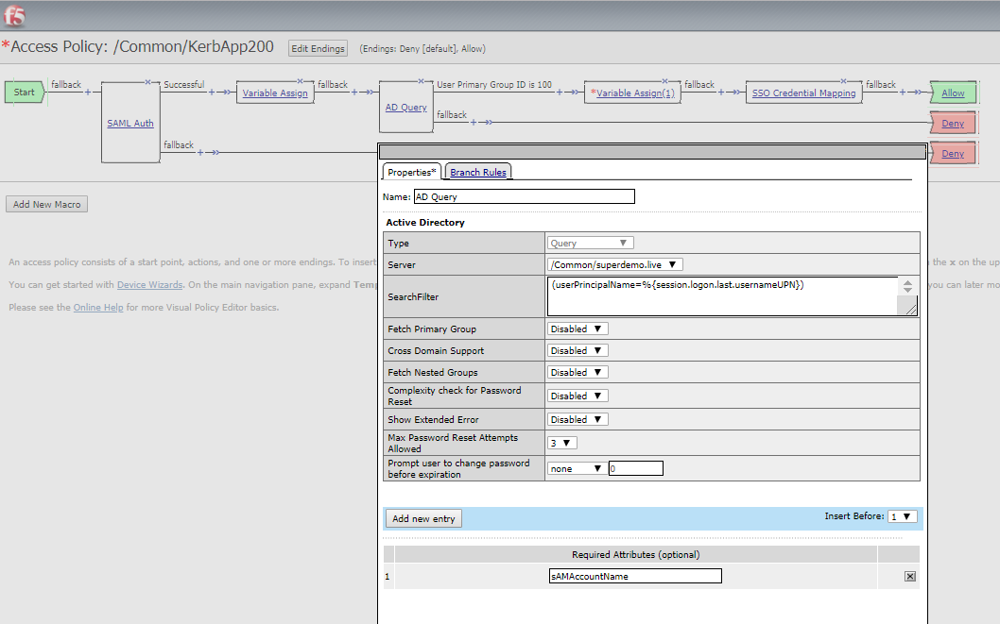 f5
*Access Policy: /Common/KerbApp200 Edit Endings (Endings: Deny [default], Allow)
Start fallback + SAML Auth x Successful + Variable Assign x fallback + AD Query x User Primary Group ID is 100 + *Variable Assign(1) x fallback + SSO Credential Mapping x fallback + Allow
fallback + Deny
fallback + Deny
Add New Macro
An access policy consists of a start point, actions, and one or more endings. To insert
the x on the up
You can get started with Device Wizards. On the main navigation pane, expand Temp
you can later mo
Please see the Online Help for more Visual Policy Editor basics.
Properties* Branch Rules
Name: AD Query
Active Directory
Type Query
Server /Common/superdemo.live
SearchFilter (userPrincipalName=%{session.logon.last.usernameUPN})
Fetch Primary Group Disabled
Cross Domain Support Disabled
Fetch Nested Groups Disabled
Complexity check for Password
Reset Disabled
Show Extended Error Disabled
Max Password Reset Attempts
Allowed 3
Prompt user to change password
before expiration none 0
Add new entry Insert Before: 1
Required Attributes (optional)
1 sAMAccountName x